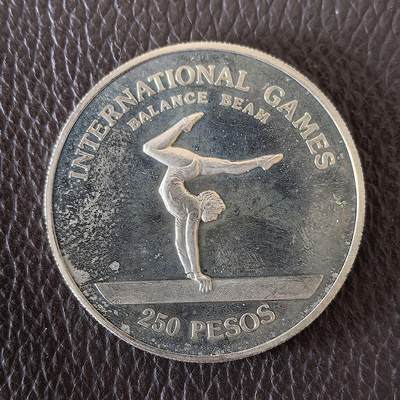 INTERNATIONAL GAMES
BALANCE BEAM
250 PESOS